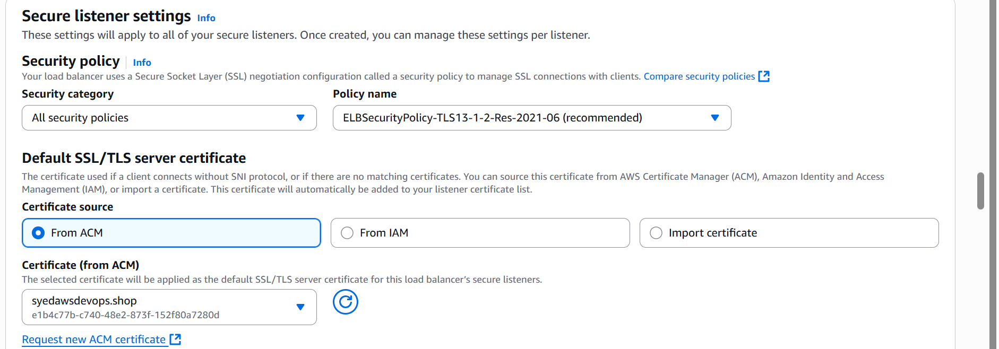 Secure listener settings Info
These settings will apply to all of your secure listeners. Once created, you can manage these settings per listener.
Security policy Info
Your load balancer uses a Secure Socket Layer (SSL) negotiation configuration called a security policy to manage SSL connections with clients. Compare security policies
Security category Policy name
All security policies ELBSecurityPolicy-TLS13-1-2-Res-2021-06 (recommended)
Default SSL/TLS server certificate
The certificate used if a client connects without SNI protocol, or if there are no matching certificates. You can source this certificate from AWS Certificate Manager (ACM), Amazon Identity and Access
Management (IAM), or import a certificate. This certificate will automatically be added to your listener certificate list.
Certificate source
From ACM From IAM Import certificate
Certificate (from ACM)
The selected certificate will be applied as the default SSL/TLS server certificate for this load balancer’s secure listeners.
syedawsdevops.shop
e1b4c77b-c740-48e2-873f-152f80a7280d
Request new ACM certificate